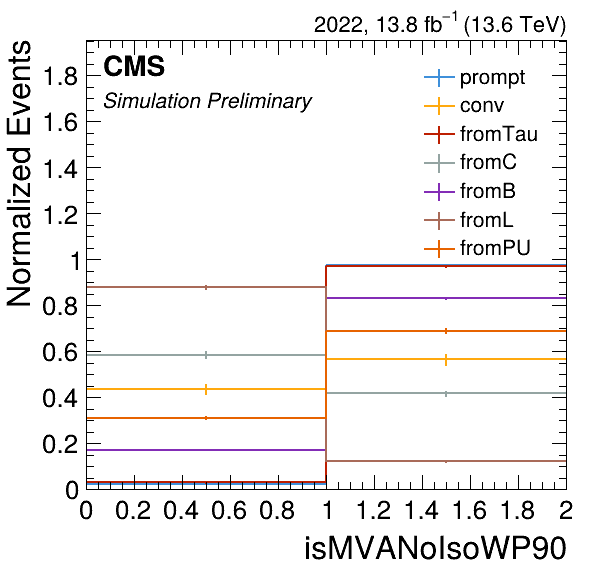 2022, 13.8 fb⁻¹ (13.6 TeV)
CMS
Simulation Preliminary
prompt
conv
fromTau
fromC
fromB
fromL
fromPU
Normalized Events
1.8
1.6
1.4
1.2
1
0.8
0.6
0.4
0.2
0
0 0.2 0.4 0.6 0.8 1 1.2 1.4 1.6 1.8 2
isMVANoIsoWP90